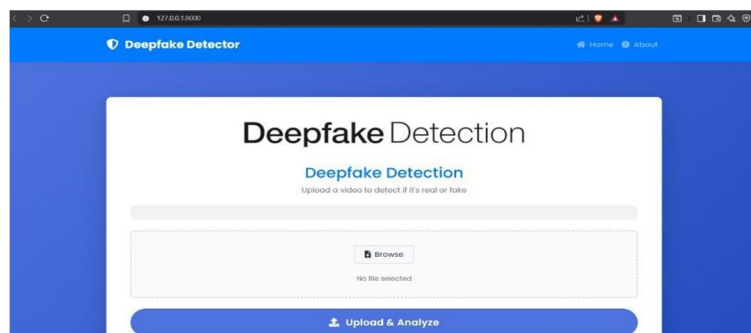 127.0.0.1:8000
Deepfake Detector
Home About
Deepfake Detection
Deepfake Detection
Upload a video to detect if it's real or fake
Browse
No file selected
Upload & Analyze